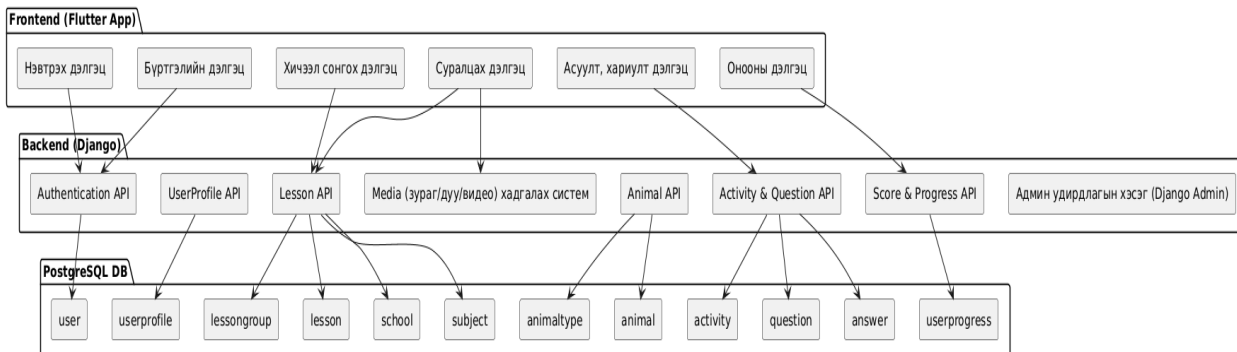 Frontend (Flutter App)
Нэвтрэх дэлгэц
Бүртгэлийн дэлгэц
Хичээл сонгох дэлгэц
Суралцах дэлгэц
Асуулт, хариулт дэлгэц
Онооны дэлгэц
Backend (Django)
Authentication API
UserProfile API
Lesson API
Media (зураг/дуу/видео) хадгалах систем
Animal API
Activity & Question API
Score & Progress API
Админ удирдлагын хэсэг (Django Admin)
PostgreSQL DB
user
userprofile
lessongroup
lesson
school
subject
animaltype
animal
activity
question
answer
userprogress